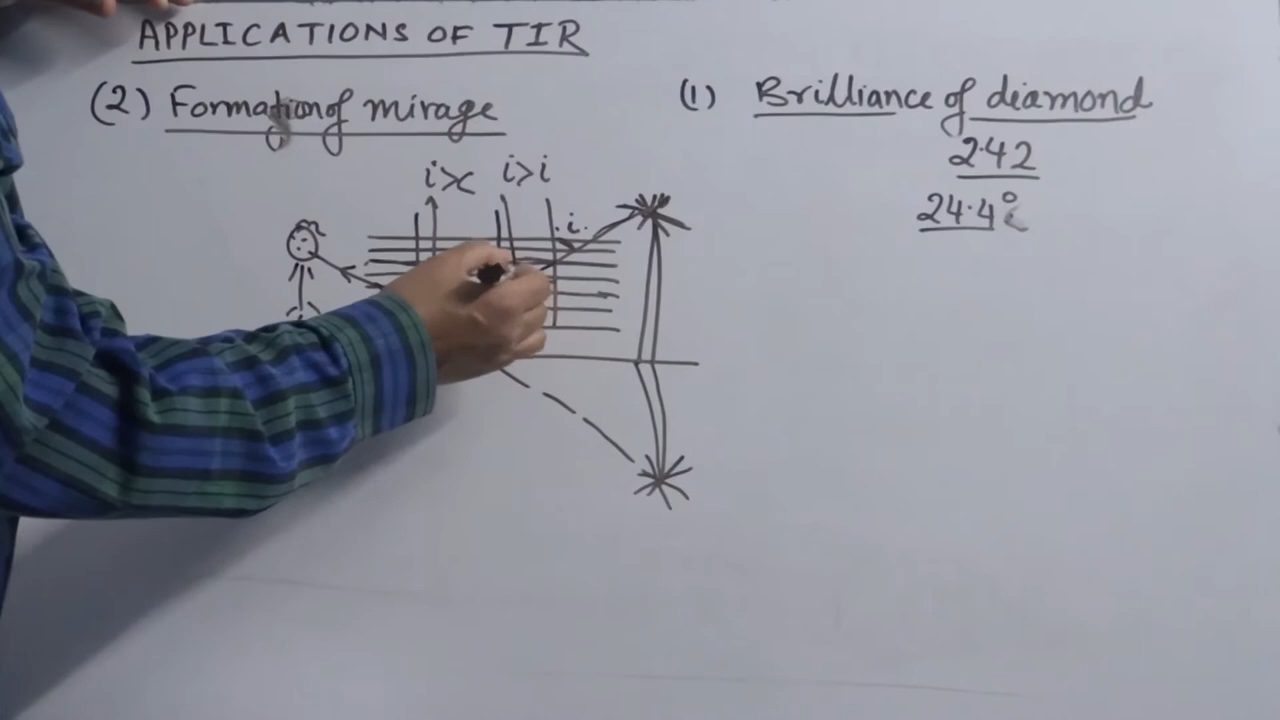 APPLICATIONS OF TIR
(2) Formation of mirage
i>c i>i
i
(1) Brilliance of diamond
2.42
24.4°